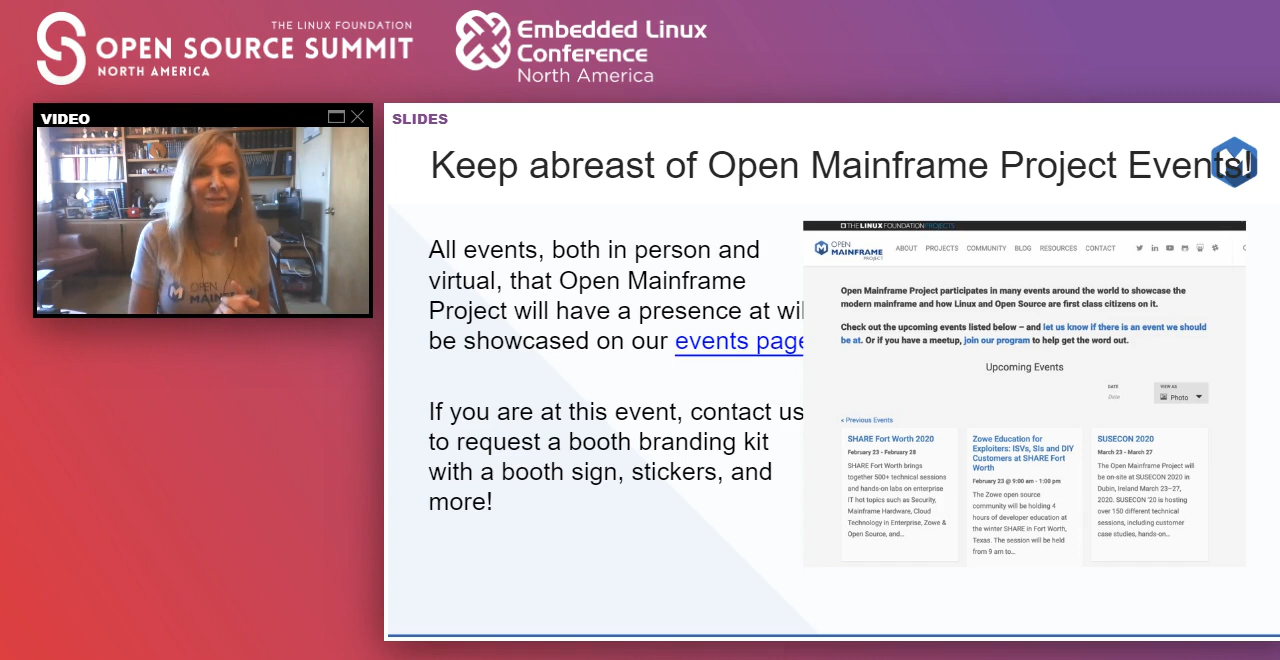 THE LINUX FOUNDATION
OPEN SOURCE SUMMIT
NORTH AMERICA
Embedded Linux
Conference
North America
VIDEO
OPEN
MAINF
SLIDES
Keep abreast of Open Mainframe Project Events!
All events, both in person and
virtual, that Open Mainframe
Project will have a presence at wil
be showcased on our events page
If you are at this event, contact us
to request a booth branding kit
with a booth sign, stickers, and
more!
THE LINUX FOUNDATION PROJECTS
OPEN
MAINFRAME
PROJECT
ABOUT PROJECTS COMMUNITY BLOG RESOURCES CONTACT
Open Mainframe Project participates in many events around the world to showcase the
modern mainframe and how Linux and Open Source are first class citizens on it.
Check out the upcoming events listed below – and let us know if there is an event we should
be at. Or if you have a meetup, join our program to help get the word out.
Upcoming Events
DATE
Date
VIEW AS
Photo
« Previous Events
SHARE Fort Worth 2020
February 23 - February 28
SHARE Fort Worth brings
together 500+ technical sessions
and hands-on labs on enterprise
IT hot topics such as Security,
Mainframe Hardware, Cloud
Technology in Enterprise, Zowe &
Open Source, and...
Zowe Education for
Exploiters: ISVs, SIs and DIY
Customers at SHARE Fort
Worth
February 23 @ 9:00 am - 1:00 pm
The Zowe open source
community will be holding 4
hours of developer education at
the winter SHARE in Fort Worth,
Texas. The session will be held
from 9 am to...
SUSECON 2020
March 23 - March 27
The Open Mainframe Project will
be on-site at SUSECON 2020 in
Dublin, Ireland March 23–27,
2020. SUSECON '20 is hosting
over 150 different technical
sessions, including customer
case studies, hands-on...